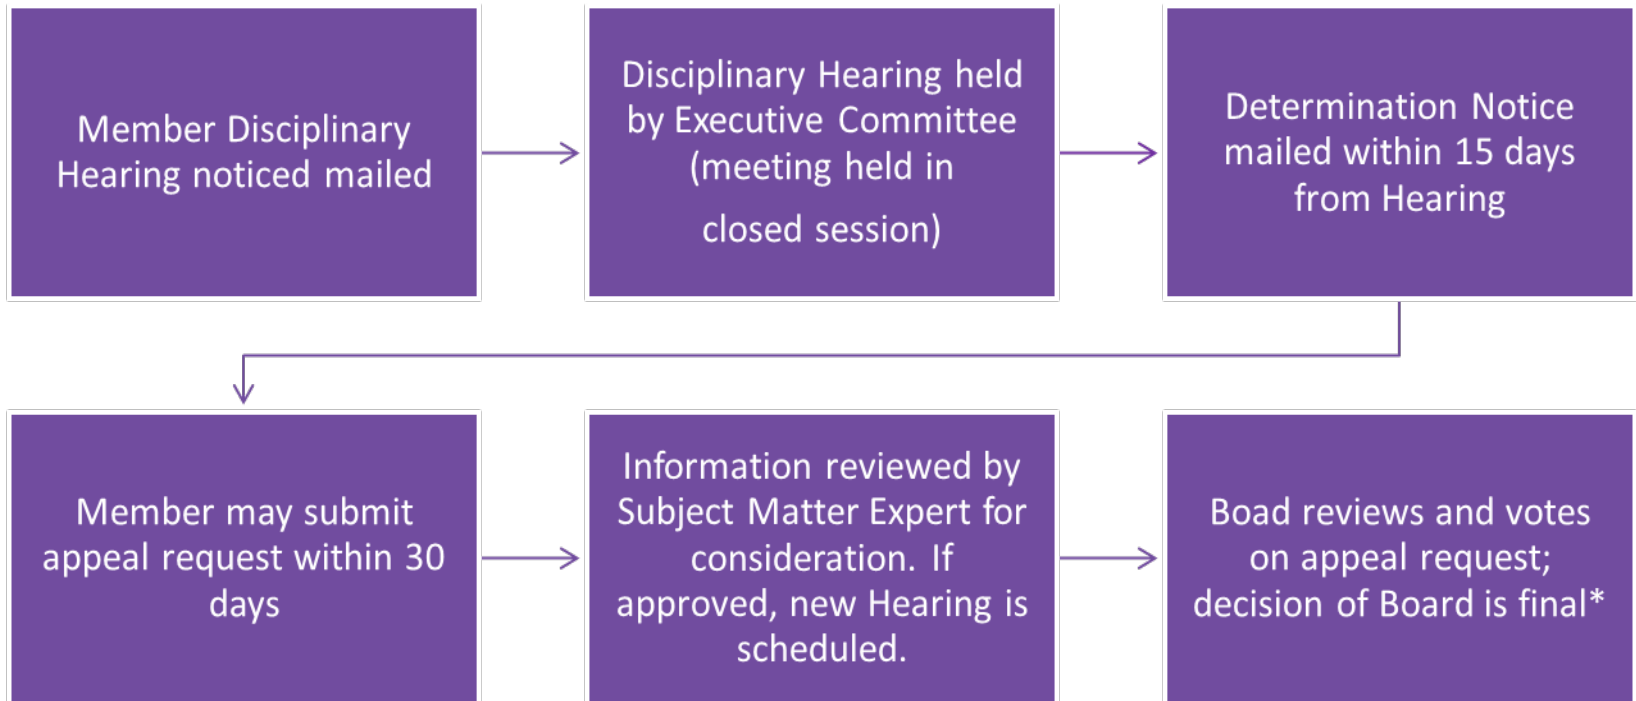 Member Disciplinary
Hearing noticed mailed
Disciplinary Hearing held
by Executive Committee
(meeting held in
closed session)
Determination Notice
mailed within 15 days
from Hearing
Member may submit
appeal request within 30
days
Information reviewed by
Subject Matter Expert for
consideration. If
approved, new Hearing is
scheduled.
Boad reviews and votes
on appeal request;
decision of Board is final*